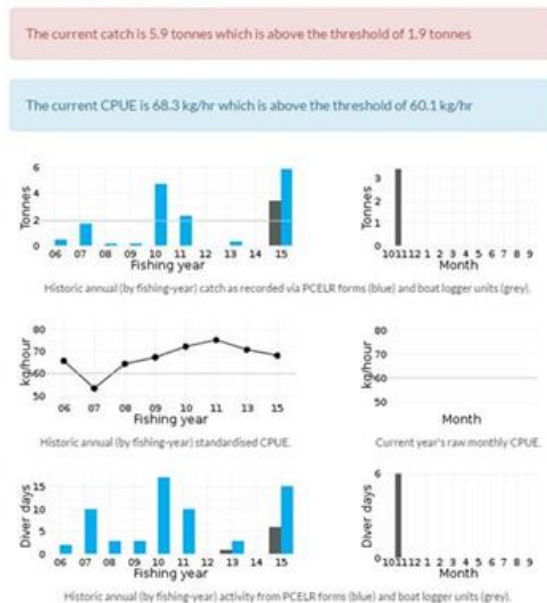 The current catch is 5.9 tonnes which is above the threshold of 1.9 tonnes
The current CPUE is 68.3 kg/hr which is above the threshold of 60.1 kg/hr
Tonnes
6
4
2
0
06 07 08 09 10 11 12 13 14 15
Fishing year
Tonnes
3
2
1
0
10 11 12 1 2 3 4 5 6 7 8 9
Month
Historic annual (by fishing-year) catch as recorded via PCELR forms (blue) and boat logger units (grey).
kg/hour
80
70
60
50
06 07 08 09 10 11 13 15
Fishing year
Historic annual (by fishing-year) standardised CPUE.
kg/hour
80
70
60
50
Month
Current year's raw monthly CPUE.
Diver days
15
10
5
0
06 07 08 09 10 11 12 13 14 15
Fishing year
Diver days
6
0
10 11 12 1 2 3 4 5 6 7 8 9
Month
Historic annual (by fishing-year) activity from PCELR forms (blue) and boat logger units (grey).